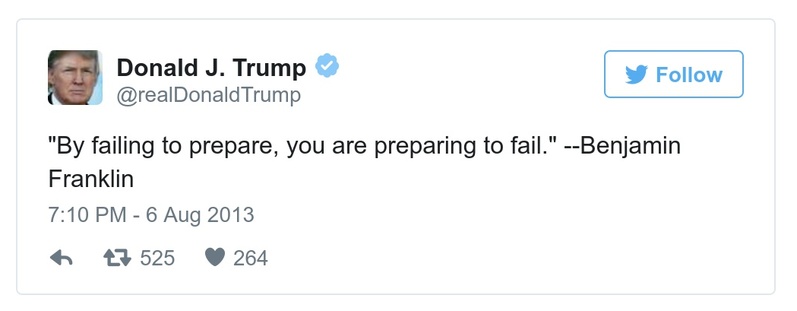 Donald J. Trump
@realDonaldTrump
Follow
"By failing to prepare, you are preparing to fail." --Benjamin
Franklin
7:10 PM - 6 Aug 2013
525 264